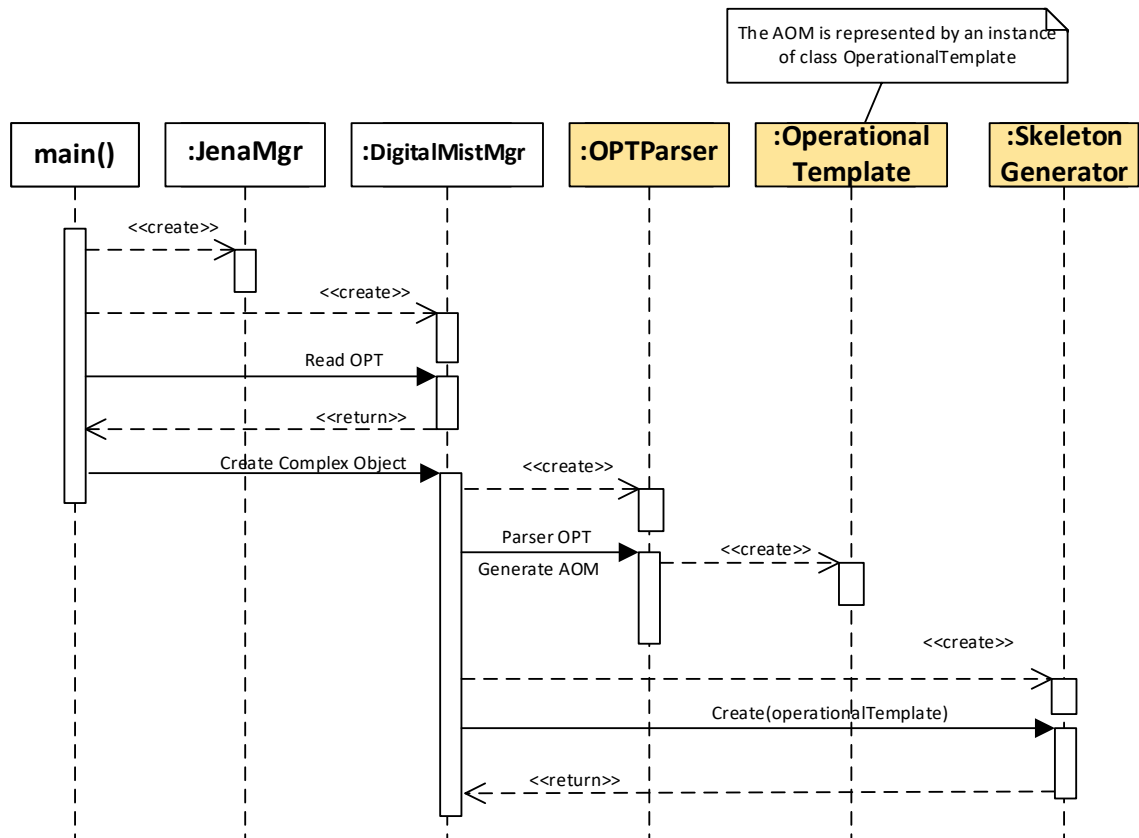 The AOM is represented by an instance
of class OperationalTemplate
main()
:JenaMgr
:DigitalMistMgr
:OPTParser
:Operational
Template
:Skeleton
Generator
<<create>>
<<create>>
Read OPT
<<return>>
Create Complex Object
<<create>>
Parser OPT
Generate AOM
<<create>>
<<create>>
Create(operationalTemplate)
<<return>>